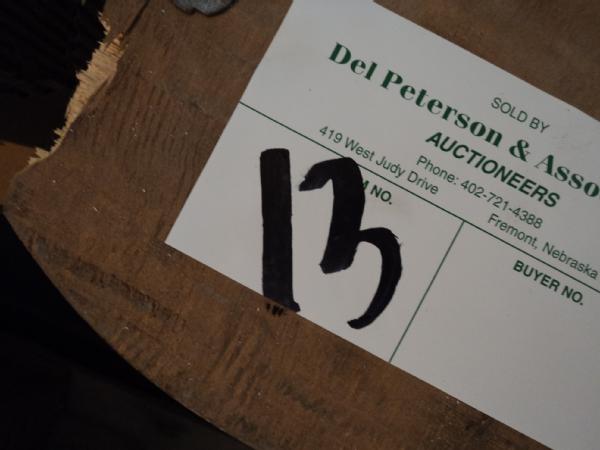 SOLD BY
Del Peterson & Asso
AUCTIONEERS
419 West Judy Drive Phone: 402-721-4388 Fremont, Nebraska
M NO.
BUYER NO.
13